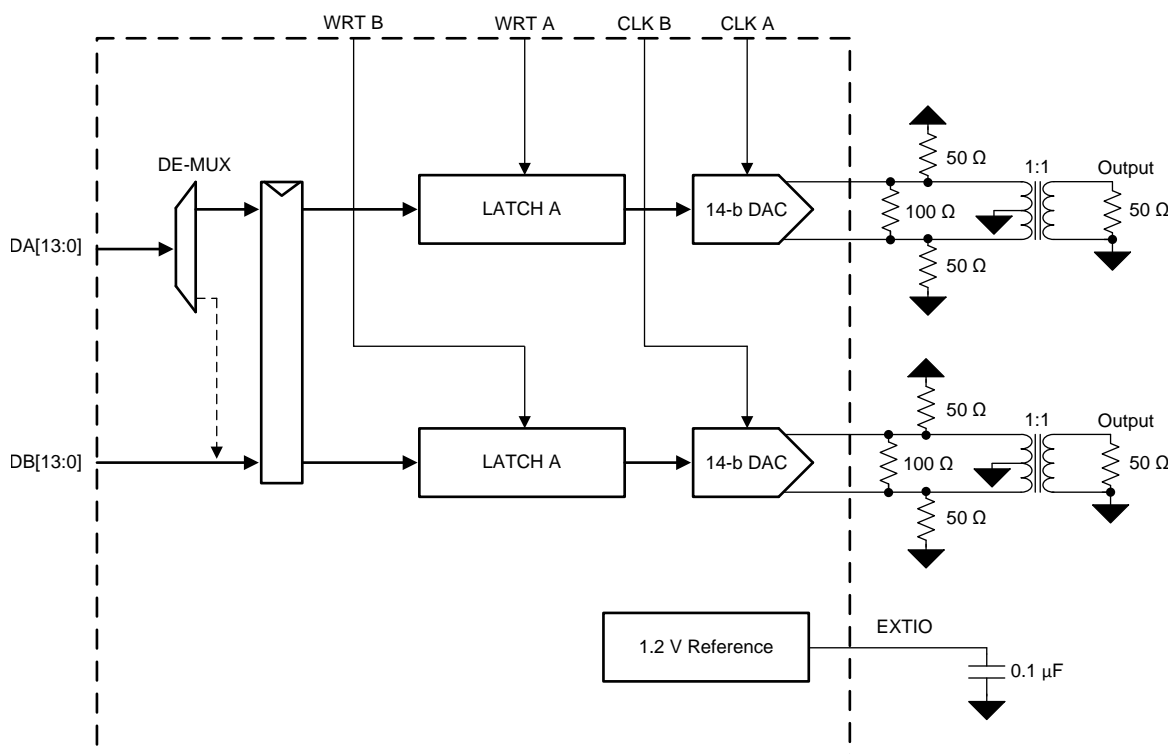 WRT B
WRT A
CLK B
CLK A
DE-MUX
50 Ω
1:1
Output
LATCH A
14-b DAC
100 Ω
50 Ω
DA[13:0]
50 Ω
50 Ω
1:1
Output
DB[13:0]
LATCH A
14-b DAC
100 Ω
50 Ω
50 Ω
1.2 V Reference
EXTIO
0.1 µF